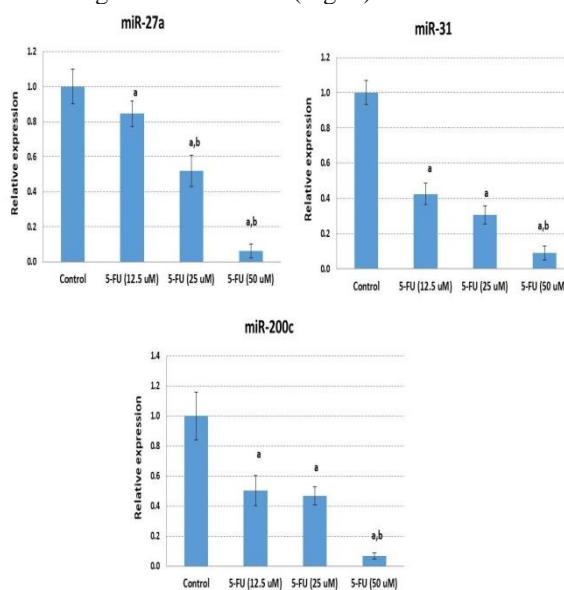 miR-27a
Relative expression
1.2
1.0
0.8
0.6
0.4
0.2
0.0
a
a,b
a,b
Control 5-FU (12.5 uM) 5-FU (25 uM) 5-FU (50 uM)
miR-31
Relative expression
1.2
1.0
0.8
0.6
0.4
0.2
0.0
a
a
a,b
Control 5-FU (12.5 uM) 5-FU (25 uM) 5-FU (50 uM)
miR-200c
Relative expression
1.4
1.2
1.0
0.8
0.6
0.4
0.2
0.0
a
a
a,b
Control 5-FU (12.5 uM) 5-FU (25 uM) 5-FU (50 uM)